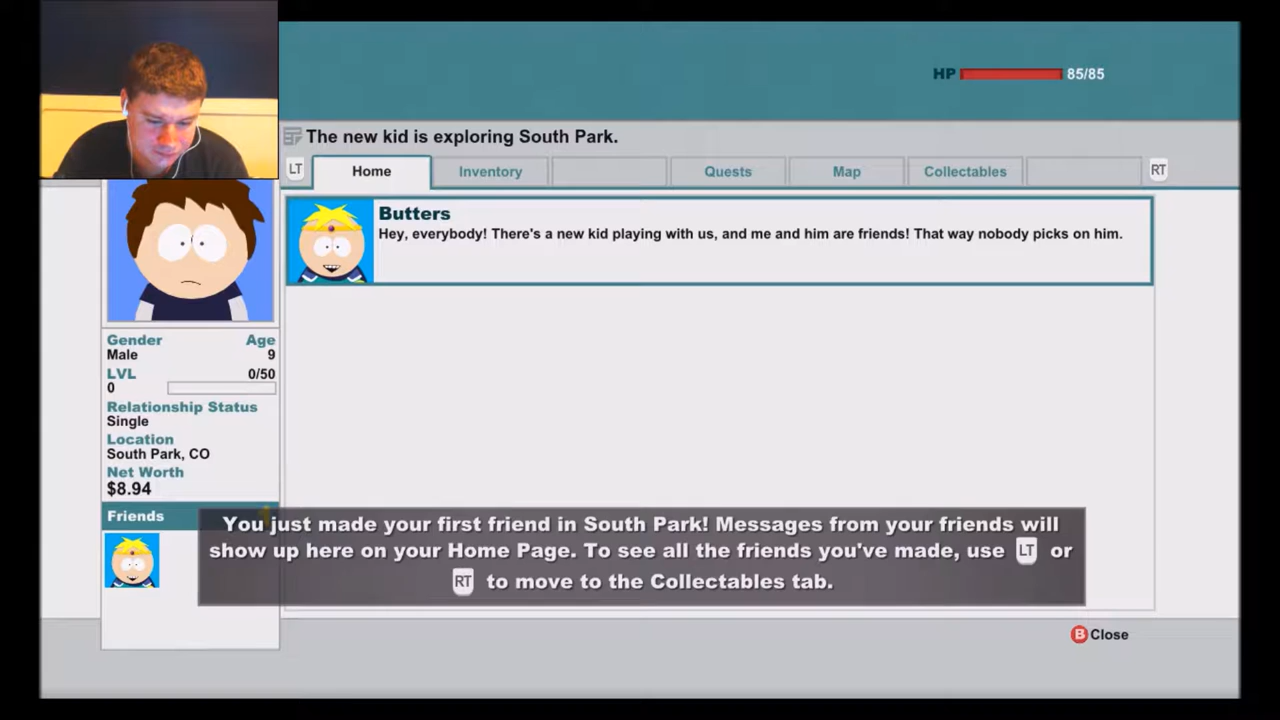 HP 85/85
The new kid is exploring South Park.
LT Home Inventory Quests Map Collectables RT
Butters
Hey, everybody! There's a new kid playing with us, and me and him are friends! That way nobody picks on him.
Gender Age
Male 9
LVL 0/50
0
Relationship Status
Single
Location
South Park, CO
Net Worth
$8.94
Friends
You just made your first friend in South Park! Messages from your friends will
show up here on your Home Page. To see all the friends you've made, use LT or
RT to move to the Collectables tab.
B Close